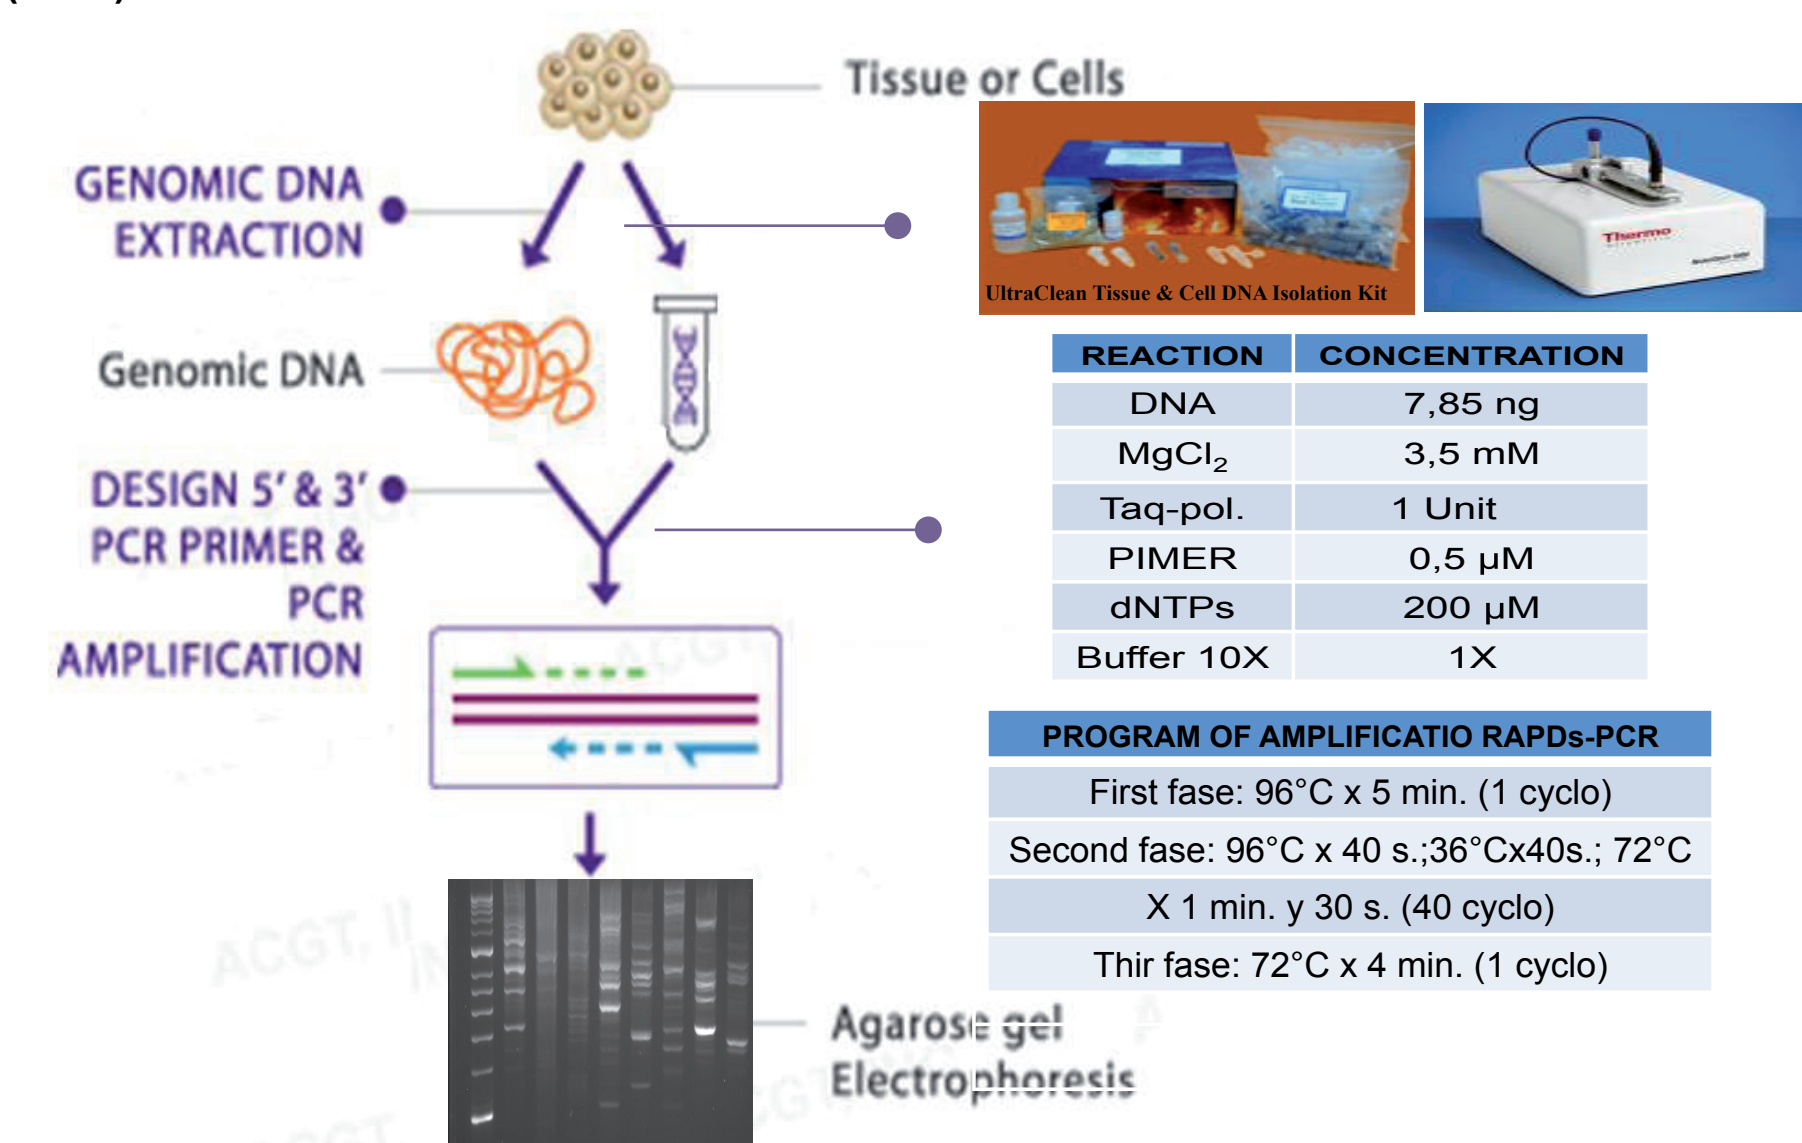 Tissue or Cells
GENOMIC DNA
EXTRACTION
Thermo
UltraClean Tissue & Cell DNA Isolation Kit
Genomic DNA
REACTION CONCENTRATION
DNA 7,85 ng
MgCl₂ 3,5 mM
Taq-pol. 1 Unit
PIMER 0,5 µM
dNTPs 200 µM
Buffer 10X 1X
DESIGN 5′ & 3′
PCR PRIMER &
PCR
AMPLIFICATION
PROGRAM OF AMPLIFICATIO RAPDs-PCR
First fase: 96°C x 5 min. (1 cyclo)
Second fase: 96°C x 40 s.;36°Cx40s.; 72°C
X 1 min. y 30 s. (40 cyclo)
Thir fase: 72°C x 4 min. (1 cyclo)
ACGT, I
Agarose gel
Electrophoresis